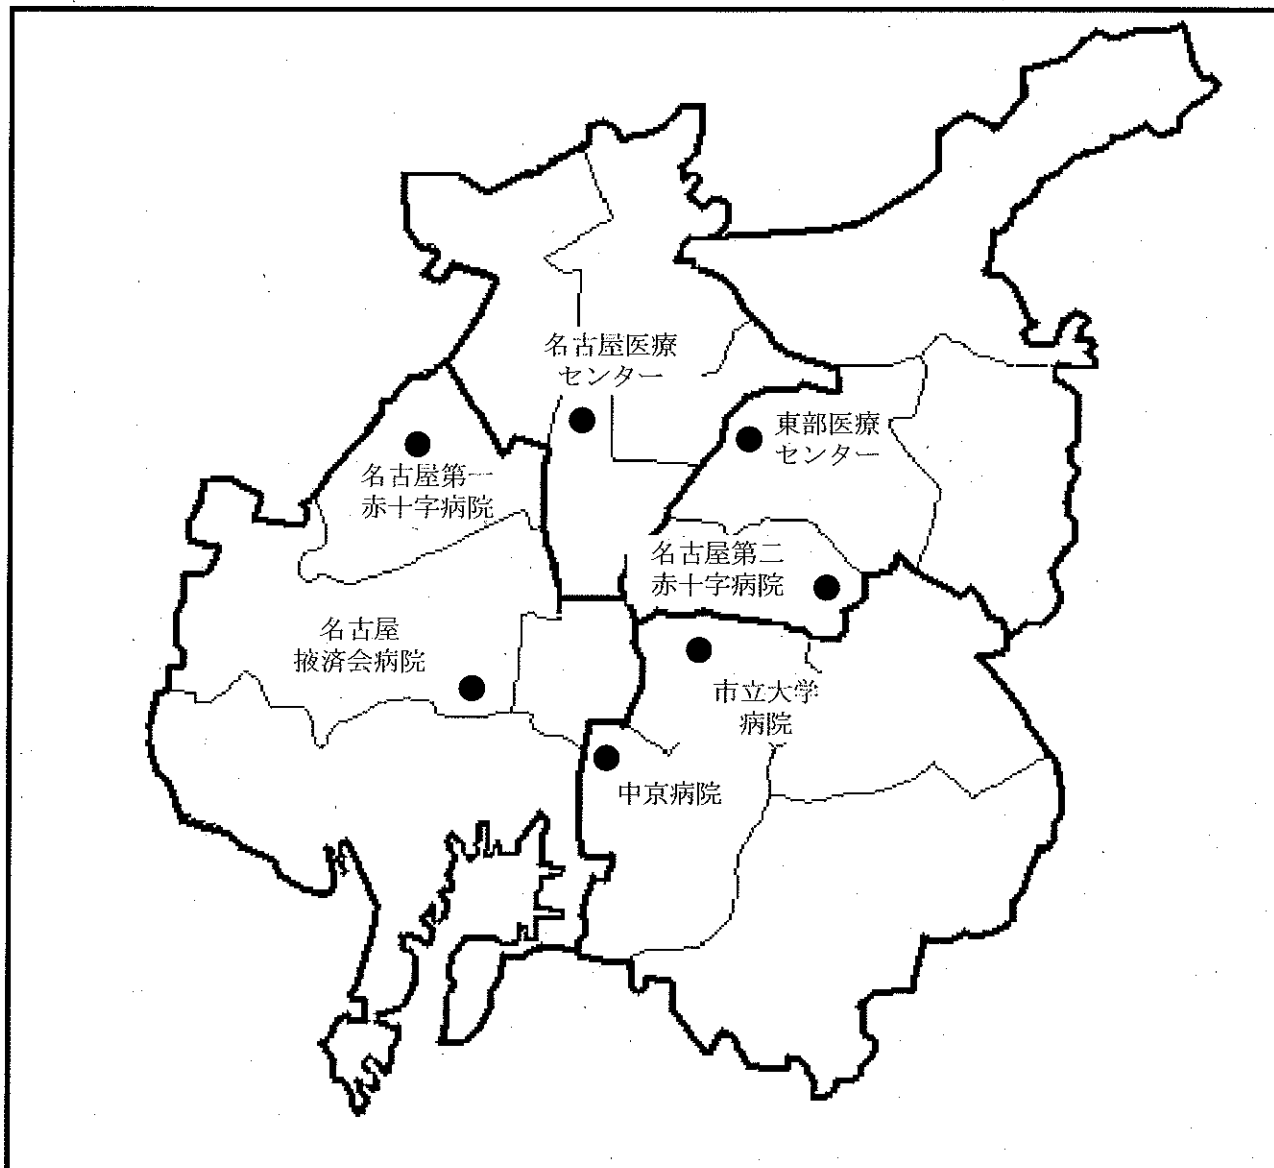 名古屋医療
センター
東部医療
センター
名古屋第一
赤十字病院
名古屋第二
赤十字病院
名古屋
掖済会病院
市立大学
病院
中京病院